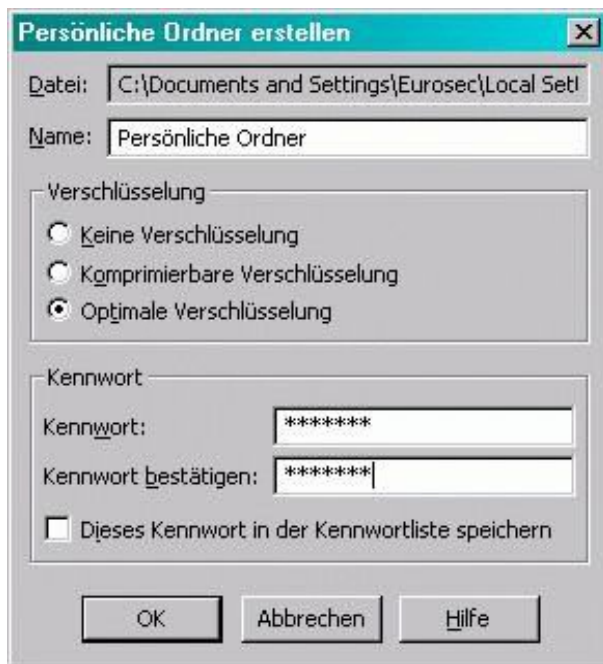 Persönliche Ordner erstellen
Datei: C:\Documents and Settings\Eurosec\Local Set
Name: Persönliche Ordner
Verschlüsselung
Keine Verschlüsselung
Komprimierbare Verschlüsselung
Optimale Verschlüsselung
Kennwort
Kennwort: *******
Kennwort bestätigen: *******
Dieses Kennwort in der Kennwortliste speichern
OK Abbrechen Hilfe